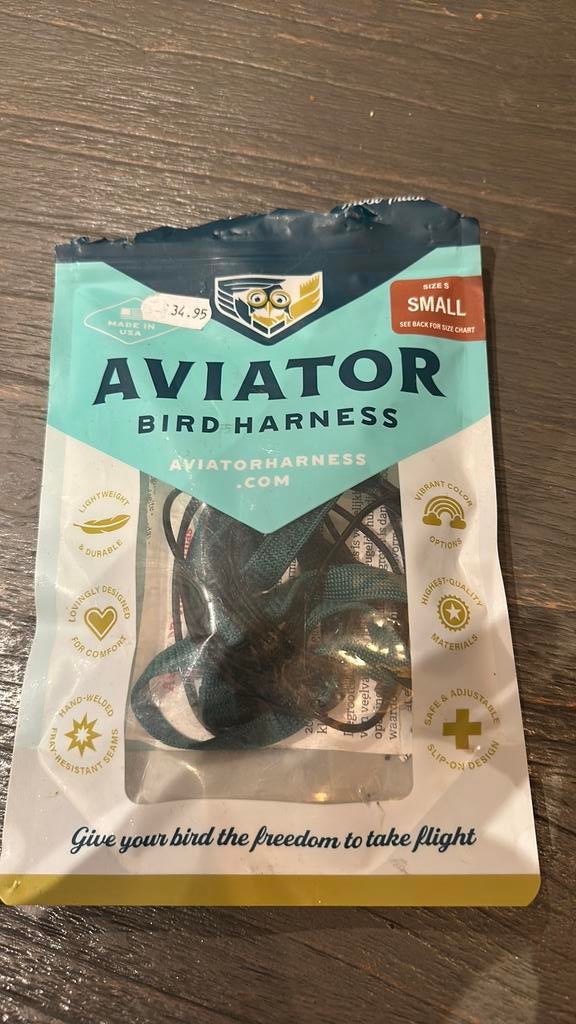 MADE IN
USA
34.95
SIZE S
SMALL
SEE BACK FOR SIZE CHART
AVIATOR
BIRD HARNESS
AVIATORHARNESS
.COM
LIGHTWEIGHT
& DURABLE
VIBRANT COLOR
OPTIONS
LOVINGLY DESIGNED
FOR COMFORT
HIGHEST-QUALITY
MATERIALS
HAND-WELDED
FRAY-RESISTANT SEAMS
SAFE & ADJUSTABLE
SLIP-ON DESIGN
Give your bird the freedom to take flight